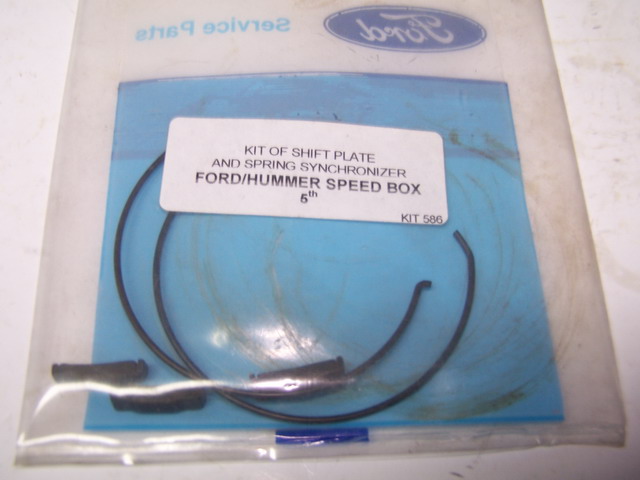 Service Parts
Ford
KIT OF SHIFT PLATE
AND SPRING SYNCHRONIZER
FORD/HUMMER SPEED BOX
5th
KIT 586